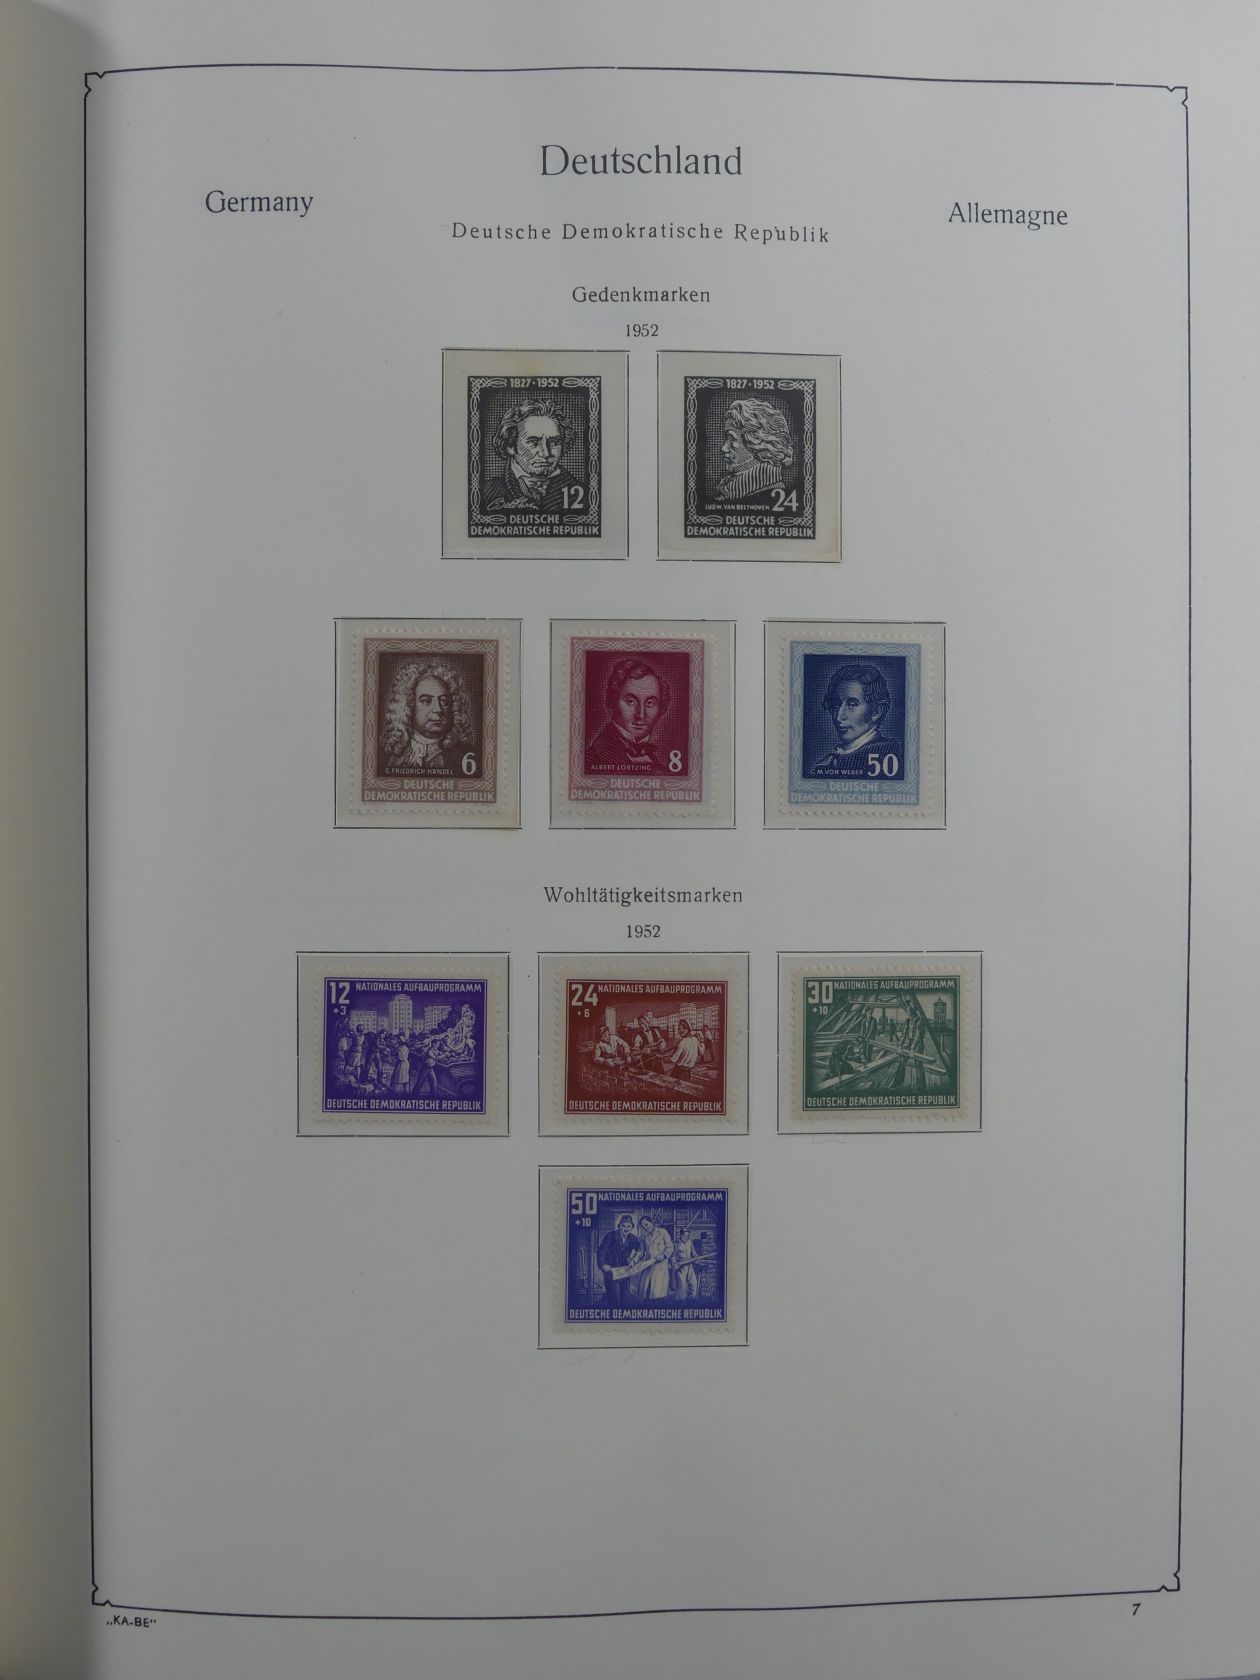 Deutschland
Germany
Allemagne
Deutsche Demokratische Republik
Gedenkmarken
1952
1827 · 1952
12
DEUTSCHE
DEMOKRATISCHE REPUBLIK
1827 · 1952
LUDW. VAN BEETHOVEN 24
DEUTSCHE
DEMOKRATISCHE REPUBLIK
G. FRIEDRICH HÄNDEL 6
DEUTSCHE
DEMOKRATISCHE REPUBLIK
ALBERT LORTZING 8
DEUTSCHE
DEMOKRATISCHE REPUBLIK
C. M. VON WEBER 50
DEUTSCHE
DEMOKRATISCHE REPUBLIK
Wohltätigkeitsmarken
1952
12 NATIONALES AUFBAUPROGRAMM
+3
DEUTSCHE DEMOKRATISCHE REPUBLIK
24 NATIONALES AUFBAUPROGRAMM
+6
DEUTSCHE DEMOKRATISCHE REPUBLIK
30 NATIONALES AUFBAUPROGRAMM
+10
DEUTSCHE DEMOKRATISCHE REPUBLIK
50 NATIONALES AUFBAUPROGRAMM
+10
DEUTSCHE DEMOKRATISCHE REPUBLIK
„KA-BE"
7